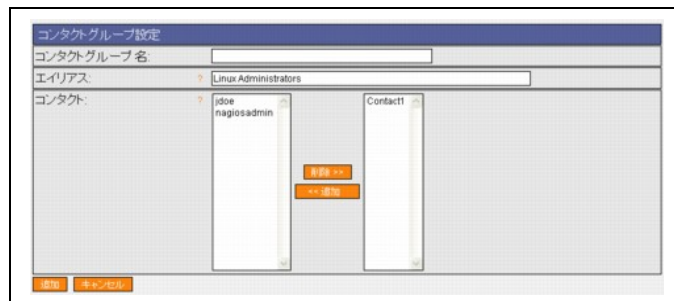 コンタクトグループ設定
コンタクトグループ名:
エイリアス: ? Linux Administrators
コンタクト: ?
jdoe
nagiosadmin
Contact1
削除 >>
<< 追加
追加 キャンセル